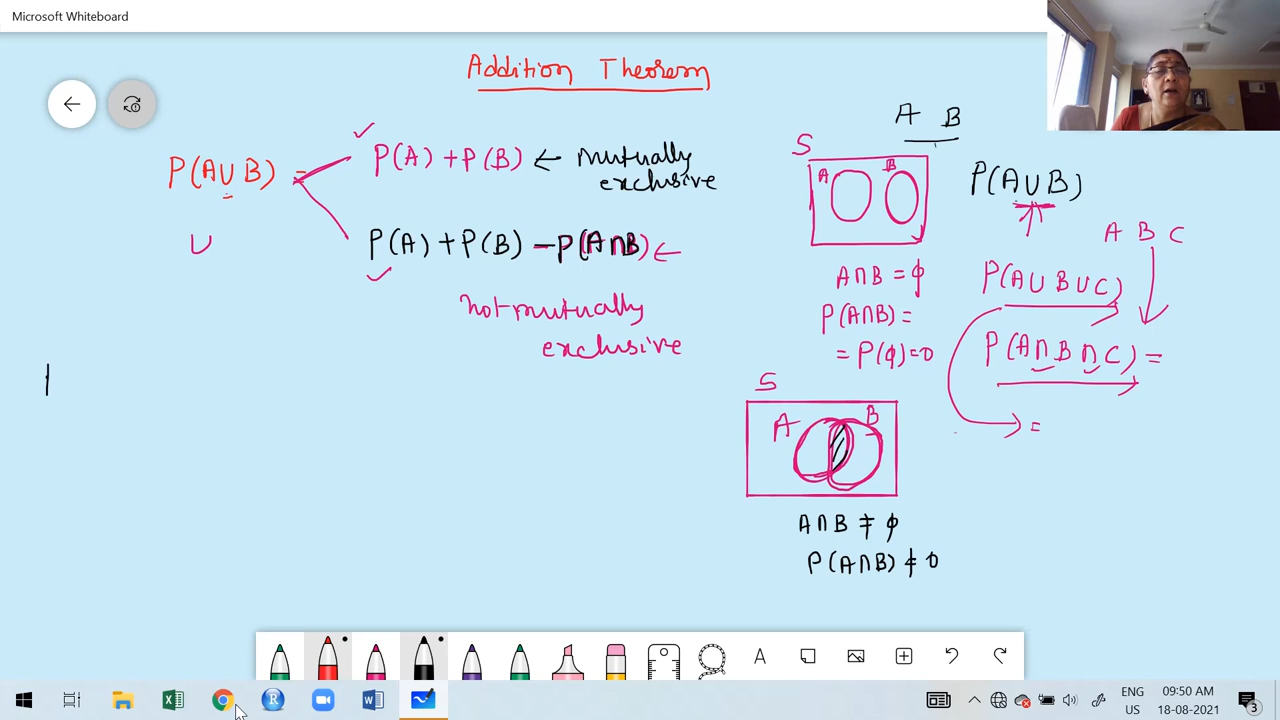 Microsoft Whiteboard
Addition Theorem
P(A∪B) =
P(A) + P(B) ← mutually
exclusive
∪
P(A) + P(B) – P(A∩B) ←
not mutually
exclusive
A B
S
A B
P(A∪B)
A∩B = ϕ
P(A∩B) =
= P(ϕ) = 0
A B C
P(A∪B∪C)
P(A∩B∩C) =
=
S
A B
A∩B ≠ ϕ
P(A∩B) ≠ 0
A
ENG
US
09:50 AM
18-08-2021
3